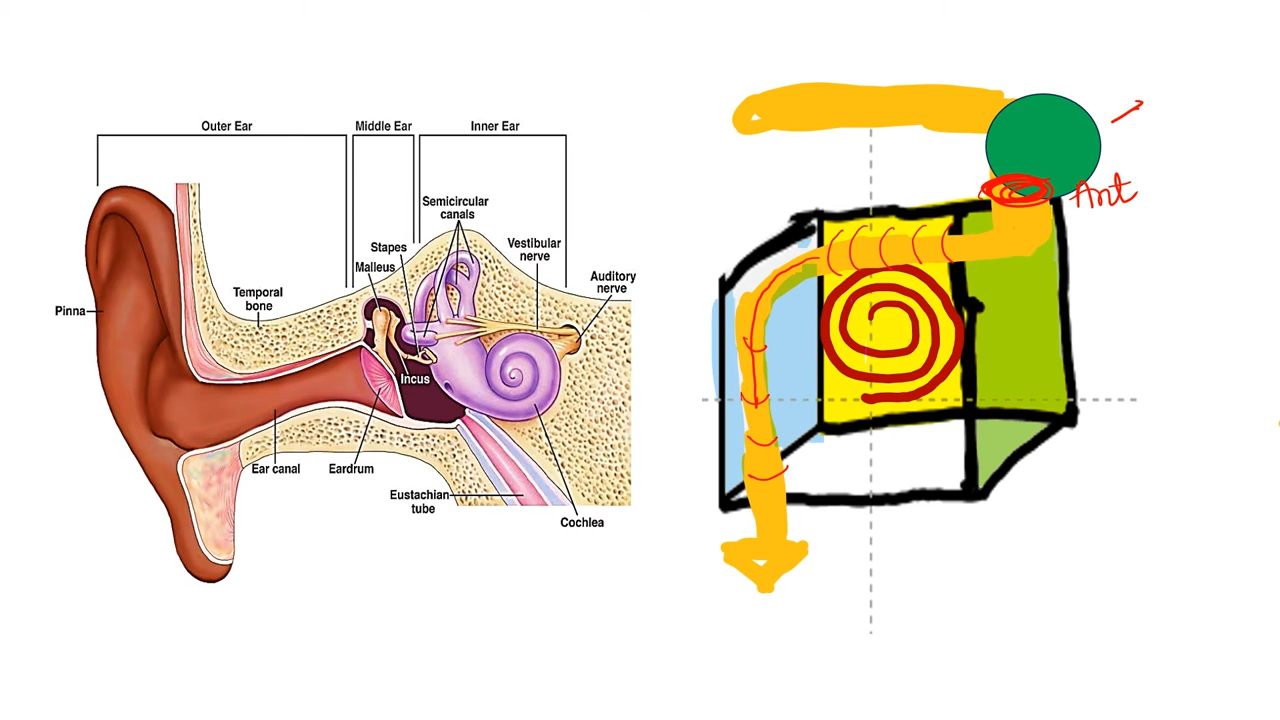 Outer Ear
Middle Ear
Inner Ear
Semicircular
canals
Stapes
Vestibular
nerve
Malleus
Auditory
nerve
Temporal
bone
Pinna
Incus
Ear canal
Eardrum
Eustachian
tube
Cochlea
Ant